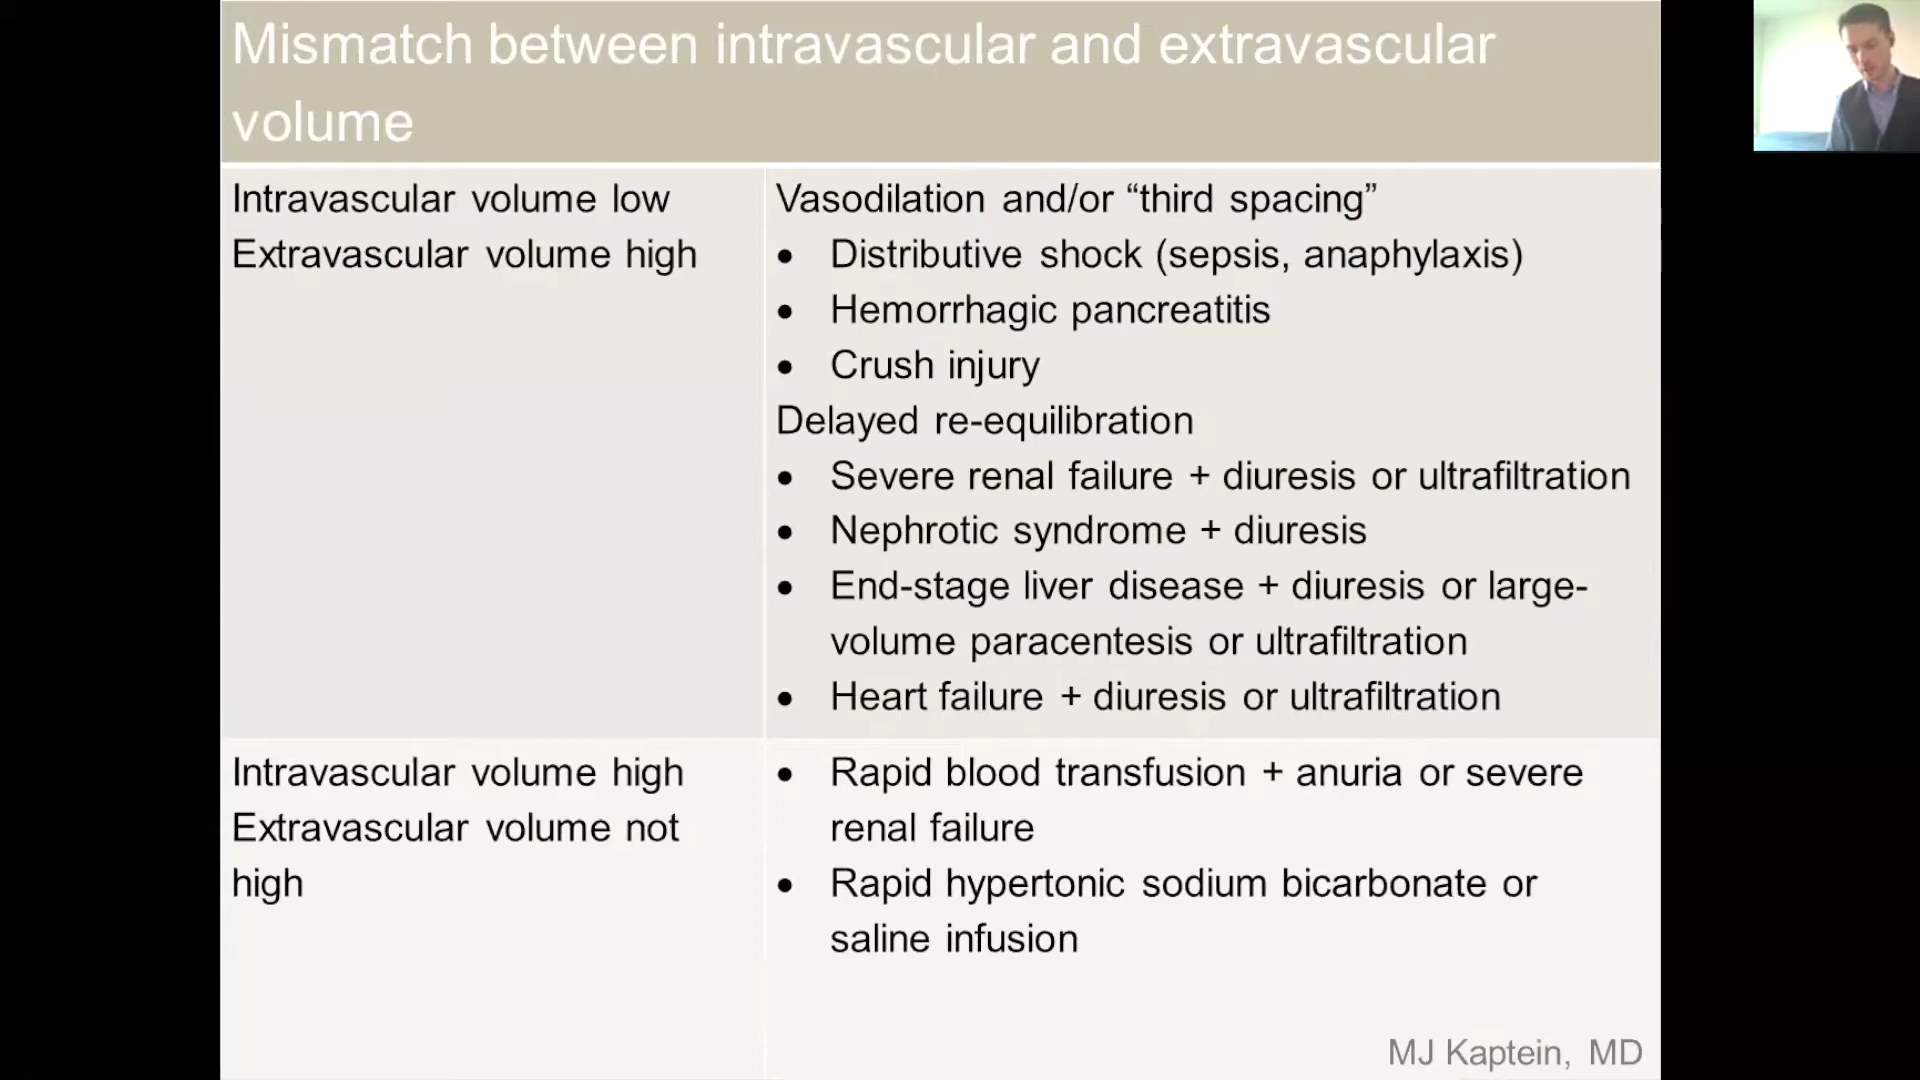 Mismatch between intravascular and extravascular
volume
Intravascular volume low
Extravascular volume high
Vasodilation and/or “third spacing”
• Distributive shock (sepsis, anaphylaxis)
• Hemorrhagic pancreatitis
• Crush injury
Delayed re-equilibration
• Severe renal failure + diuresis or ultrafiltration
• Nephrotic syndrome + diuresis
• End-stage liver disease + diuresis or large-
volume paracentesis or ultrafiltration
• Heart failure + diuresis or ultrafiltration
Intravascular volume high
Extravascular volume not
high
• Rapid blood transfusion + anuria or severe
renal failure
• Rapid hypertonic sodium bicarbonate or
saline infusion
MJ Kaptein, MD